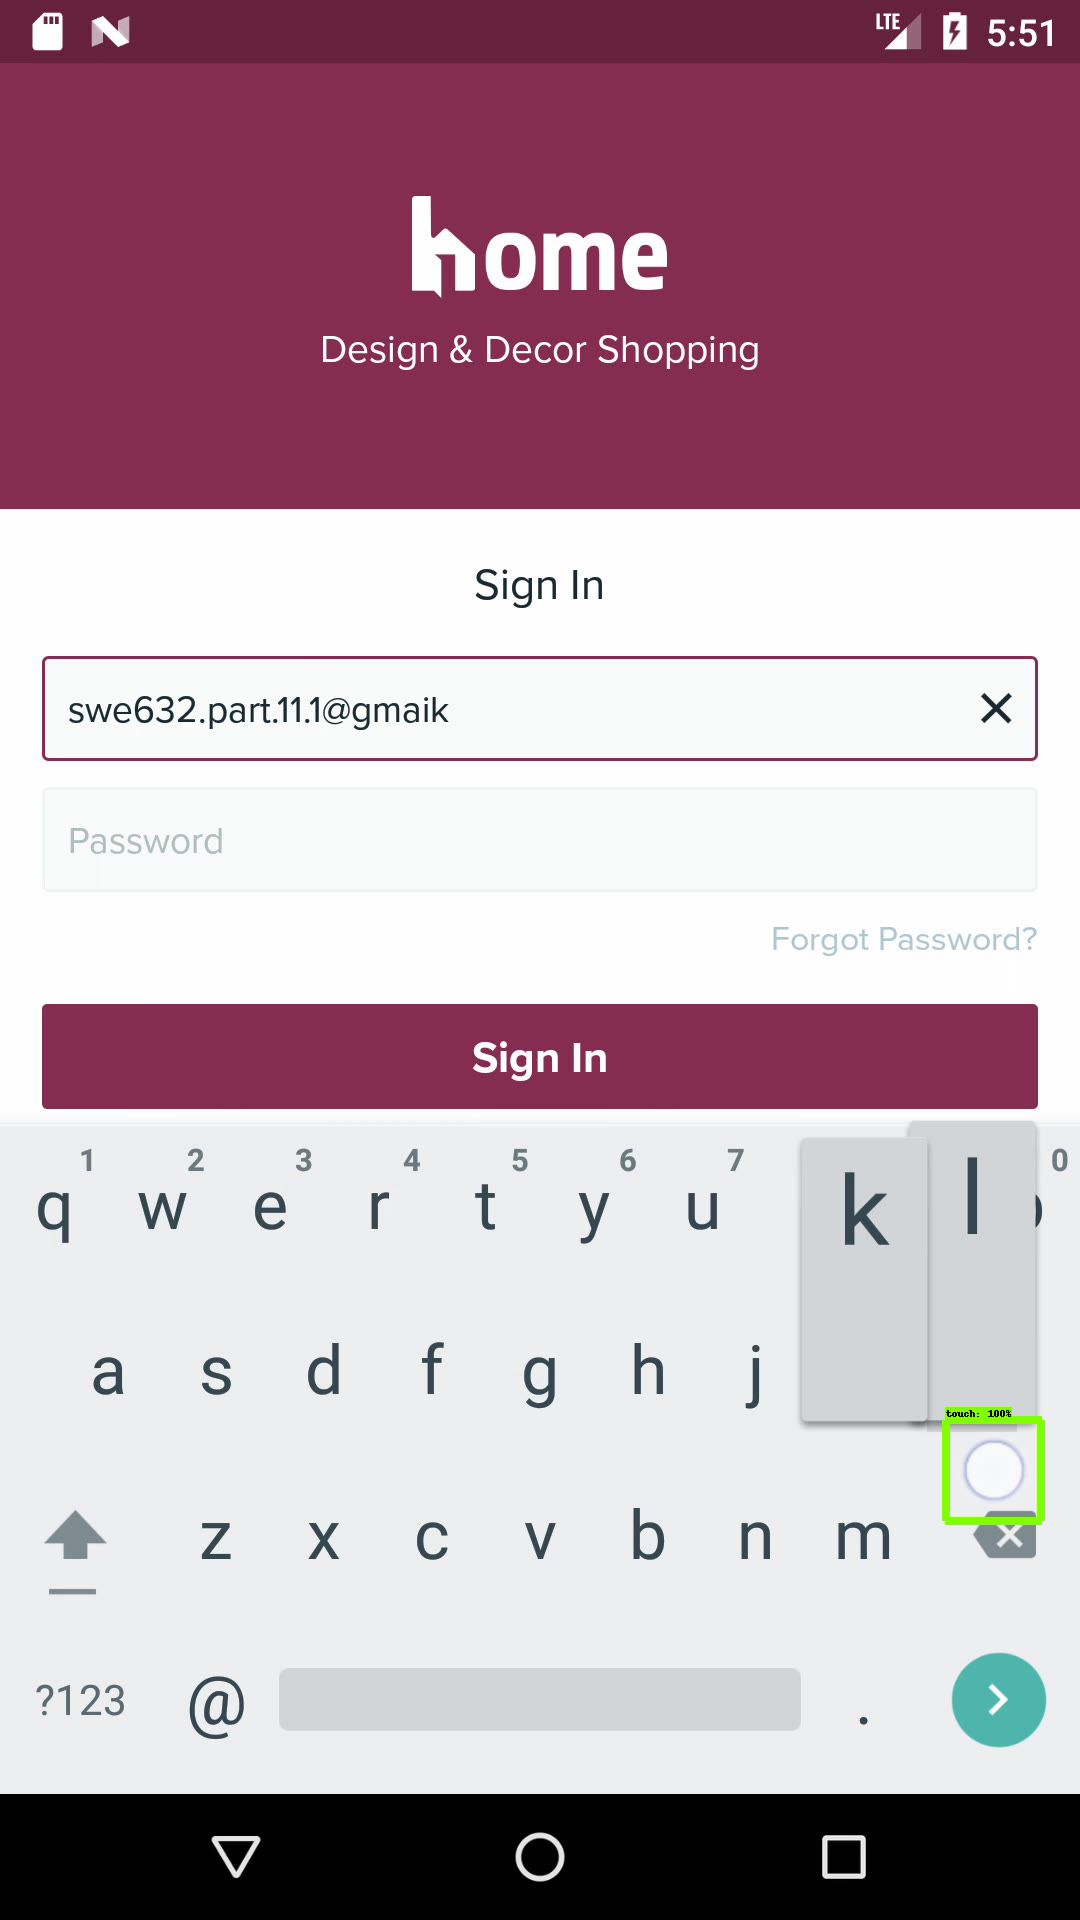 LTE 5:51
home
Design & Decor Shopping
Sign In
swe632.part.11.1@gmaik
Password
Forgot Password?
Sign In
1 2 3 4 5 6 7 0
q w e r t y u
k l
a s d f g h j
touch: 100%
z x c v b n m
?123 @ .